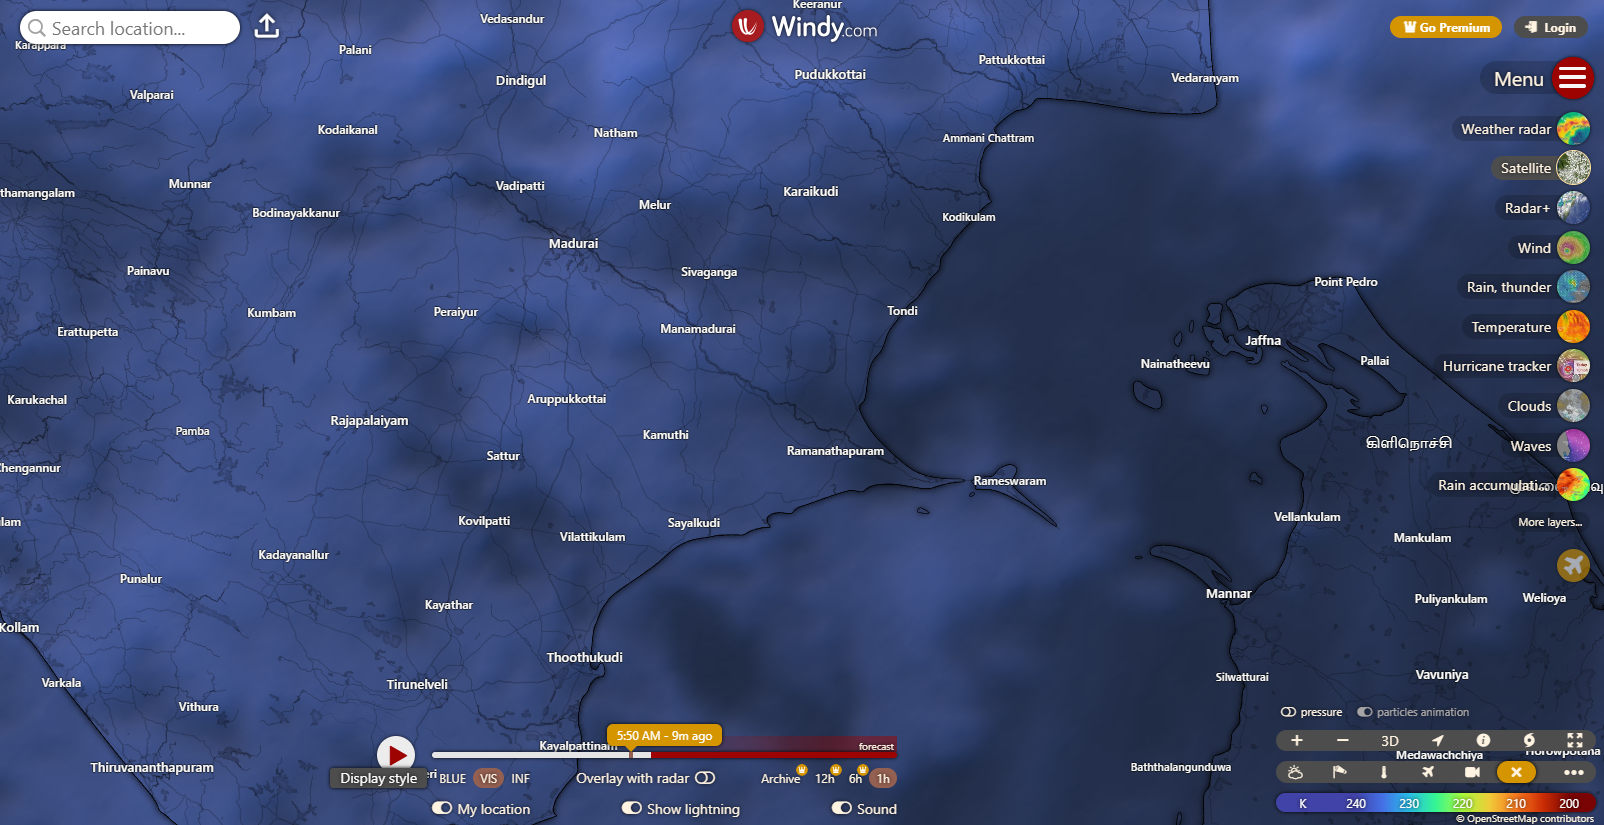 Search location...
Windy.com
Go Premium
Login
Menu
Weather radar
Satellite
Radar+
Wind
Rain, thunder
Temperature
Hurricane tracker
Clouds
Waves
Rain accumulati...
More layers...
Keeranur
Vedasandur
Karappara
Palani
Pattukkottai
Pudukkottai
Vedaranyam
Dindigul
Valparai
Kodaikanal
Natham
Ammani Chattram
Munnar
Vadipatti
Karaikudi
thamangalam
Melur
Bodinayakkanur
Kodikulam
Madurai
Painavu
Sivaganga
Point Pedro
Kumbam
Peraiyur
Tondi
Erattupetta
Manamadurai
Jaffna
Nainatheevu
Pallai
Karukachal
Aruppukkottai
Rajapalaiyam
Pamba
Kamuthi
கிளிநொச்சி
Sattur
Ramanathapuram
Chengannur
Rameswaram
Vellankulam
lam
Kovilpatti
Sayalkudi
Vilattikulam
Mankulam
Kadayanallur
Punalur
Mannar
Welioya
Kayathar
Puliyankulam
Kollam
Thoothukudi
Vavuniya
Silwatturai
Varkala
Tirunelveli
Vithura
Kayalpattinam
Medawachchiya
Horowpotana
Thiruvananthapuram
Baththalangunduwa
5:50 AM - 9m ago
forecast
Display style
eri
BLUE VIS INF
Overlay with radar
Archive 12h 6h 1h
My location
Show lightning
Sound
pressure
particles animation
3D
K 240 230 220 210 200
© OpenStreetMap contributors